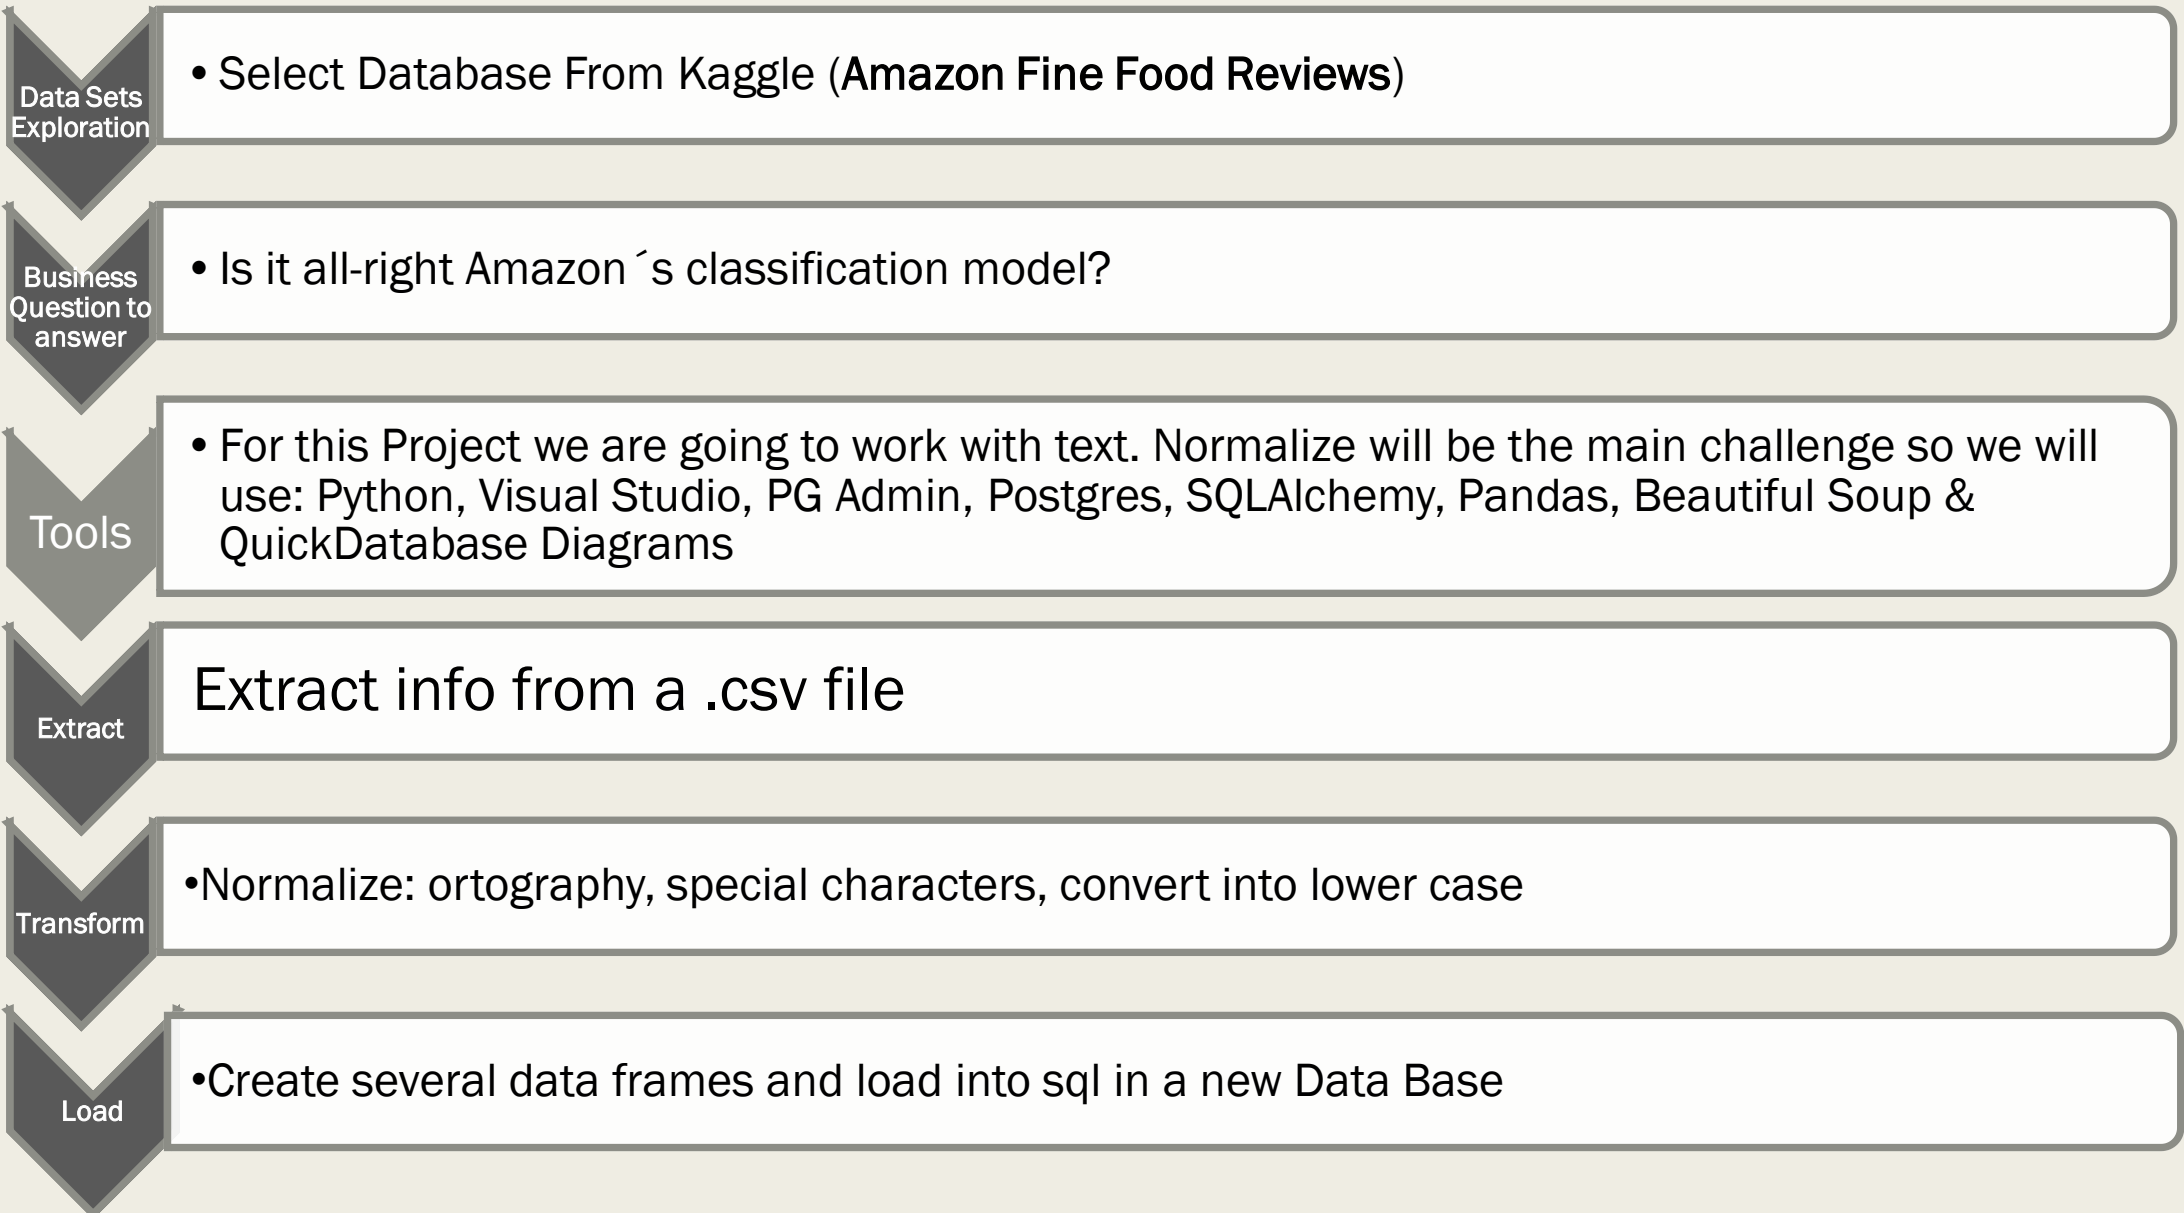 Data Sets
Exploration
• Select Database From Kaggle (Amazon Fine Food Reviews)
Business
Question to
answer
• Is it all-right Amazon´s classification model?
Tools
• For this Project we are going to work with text. Normalize will be the main challenge so we will
use: Python, Visual Studio, PG Admin, Postgres, SQLAlchemy, Pandas, Beautiful Soup &
QuickDatabase Diagrams
Extract
Extract info from a .csv file
Transform
•Normalize: ortography, special characters, convert into lower case
Load
•Create several data frames and load into sql in a new Data Base